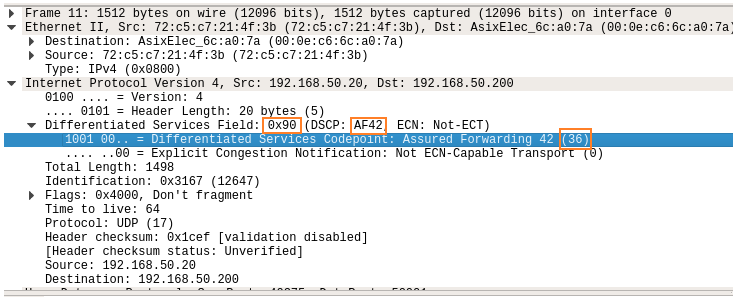 Frame 11: 1512 bytes on wire (12096 bits), 1512 bytes captured (12096 bits) on interface 0
Ethernet II, Src: 72:c5:c7:21:4f:3b (72:c5:c7:21:4f:3b), Dst: AsixElec_6c:a0:7a (00:0e:c6:6c:a0:7a)
Destination: AsixElec_6c:a0:7a (00:0e:c6:6c:a0:7a)
Source: 72:c5:c7:21:4f:3b (72:c5:c7:21:4f:3b)
Type: IPv4 (0x0800)
Internet Protocol Version 4, Src: 192.168.50.20, Dst: 192.168.50.200
0100 .... = Version: 4
.... 0101 = Header Length: 20 bytes (5)
Differentiated Services Field: 0x90 (DSCP: AF42, ECN: Not-ECT)
1001 00.. = Differentiated Services Codepoint: Assured Forwarding 42 (36)
.... ..00 = Explicit Congestion Notification: Not ECN-Capable Transport (0)
Total Length: 1498
Identification: 0x3167 (12647)
Flags: 0x4000, Don't fragment
Time to live: 64
Protocol: UDP (17)
Header checksum: 0x1cef [validation disabled]
[Header checksum status: Unverified]
Source: 192.168.50.20
Destination: 192.168.50.200